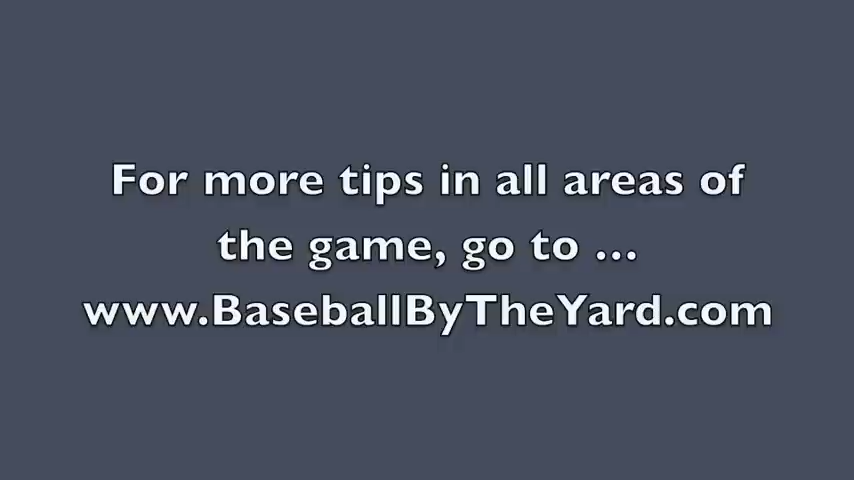 For more tips in all areas of
the game, go to ...
www.BaseballByTheYard.com